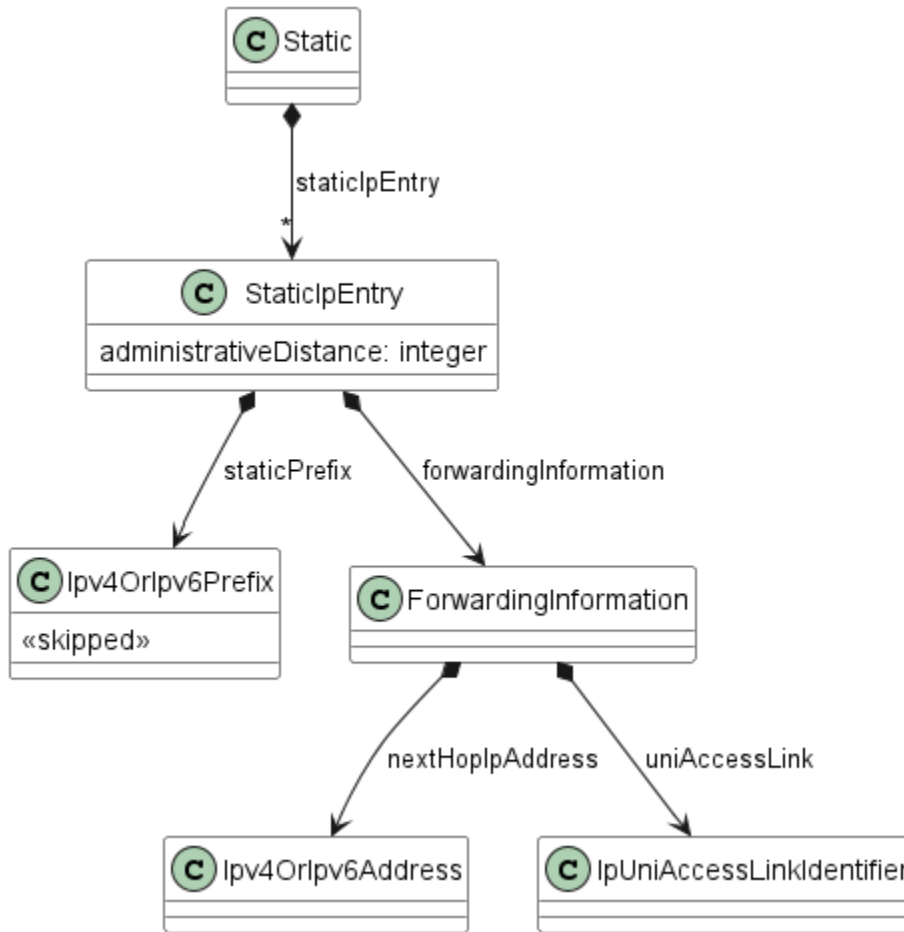 C Static
staticIpEntry
*
C StaticIpEntry
administrativeDistance: integer
staticPrefix
forwardingInformation
C Ipv4OrIpv6Prefix
«skipped»
C ForwardingInformation
nextHopIpAddress
uniAccessLink
C Ipv4OrIpv6Address
C IpUniAccessLinkIdentifier